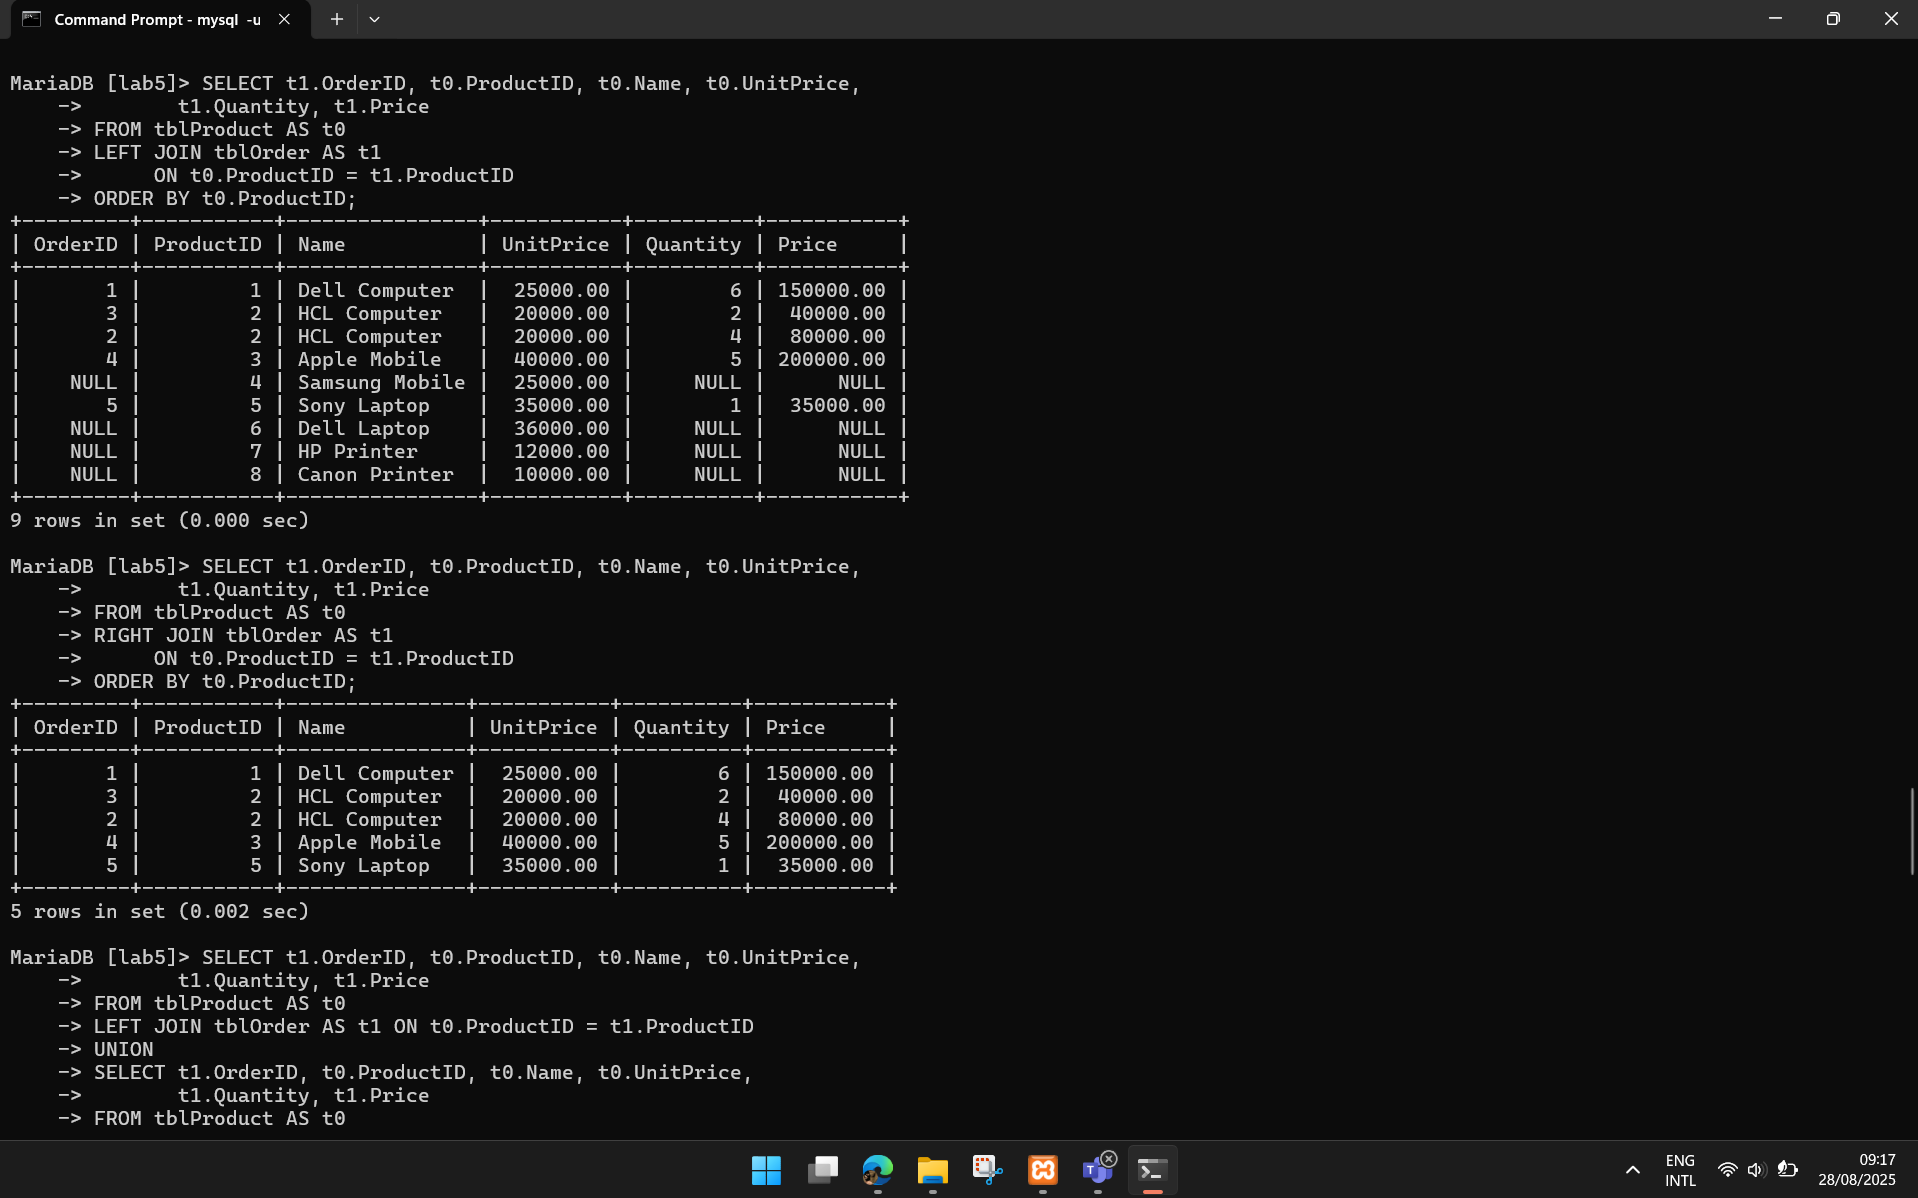 Command Prompt - mysql -u
MariaDB [lab5]> SELECT t1.OrderID, t0.ProductID, t0.Name, t0.UnitPrice,
    ->        t1.Quantity, t1.Price
    -> FROM tblProduct AS t0
    -> LEFT JOIN tblOrder AS t1
    ->      ON t0.ProductID = t1.ProductID
    -> ORDER BY t0.ProductID;
+---------+-----------+----------------+-----------+----------+-----------+
| OrderID | ProductID | Name           | UnitPrice | Quantity | Price     |
+---------+-----------+----------------+-----------+----------+-----------+
|       1 |         1 | Dell Computer  |  25000.00 |        6 | 150000.00 |
|       3 |         2 | HCL Computer   |  20000.00 |        2 |  40000.00 |
|       2 |         2 | HCL Computer   |  20000.00 |        4 |  80000.00 |
|       4 |         3 | Apple Mobile   |  40000.00 |        5 | 200000.00 |
|    NULL |         4 | Samsung Mobile |  25000.00 |     NULL |      NULL |
|       5 |         5 | Sony Laptop    |  35000.00 |        1 |  35000.00 |
|    NULL |         6 | Dell Laptop    |  36000.00 |     NULL |      NULL |
|    NULL |         7 | HP Printer     |  12000.00 |     NULL |      NULL |
|    NULL |         8 | Canon Printer  |  10000.00 |     NULL |      NULL |
+---------+-----------+----------------+-----------+----------+-----------+
9 rows in set (0.000 sec)
MariaDB [lab5]> SELECT t1.OrderID, t0.ProductID, t0.Name, t0.UnitPrice,
    ->        t1.Quantity, t1.Price
    -> FROM tblProduct AS t0
    -> RIGHT JOIN tblOrder AS t1
    ->      ON t0.ProductID = t1.ProductID
    -> ORDER BY t0.ProductID;
+---------+-----------+---------------+-----------+----------+-----------+
| OrderID | ProductID | Name          | UnitPrice | Quantity | Price     |
+---------+-----------+---------------+-----------+----------+-----------+
|       1 |         1 | Dell Computer |  25000.00 |        6 | 150000.00 |
|       3 |         2 | HCL Computer  |  20000.00 |        2 |  40000.00 |
|       2 |         2 | HCL Computer  |  20000.00 |        4 |  80000.00 |
|       4 |         3 | Apple Mobile  |  40000.00 |        5 | 200000.00 |
|       5 |         5 | Sony Laptop   |  35000.00 |        1 |  35000.00 |
+---------+-----------+---------------+-----------+----------+-----------+
5 rows in set (0.002 sec)
MariaDB [lab5]> SELECT t1.OrderID, t0.ProductID, t0.Name, t0.UnitPrice,
    ->        t1.Quantity, t1.Price
    -> FROM tblProduct AS t0
    -> LEFT JOIN tblOrder AS t1 ON t0.ProductID = t1.ProductID
    -> UNION
    -> SELECT t1.OrderID, t0.ProductID, t0.Name, t0.UnitPrice,
    ->        t1.Quantity, t1.Price
    -> FROM tblProduct AS t0
ENG
INTL
09:17
28/08/2025